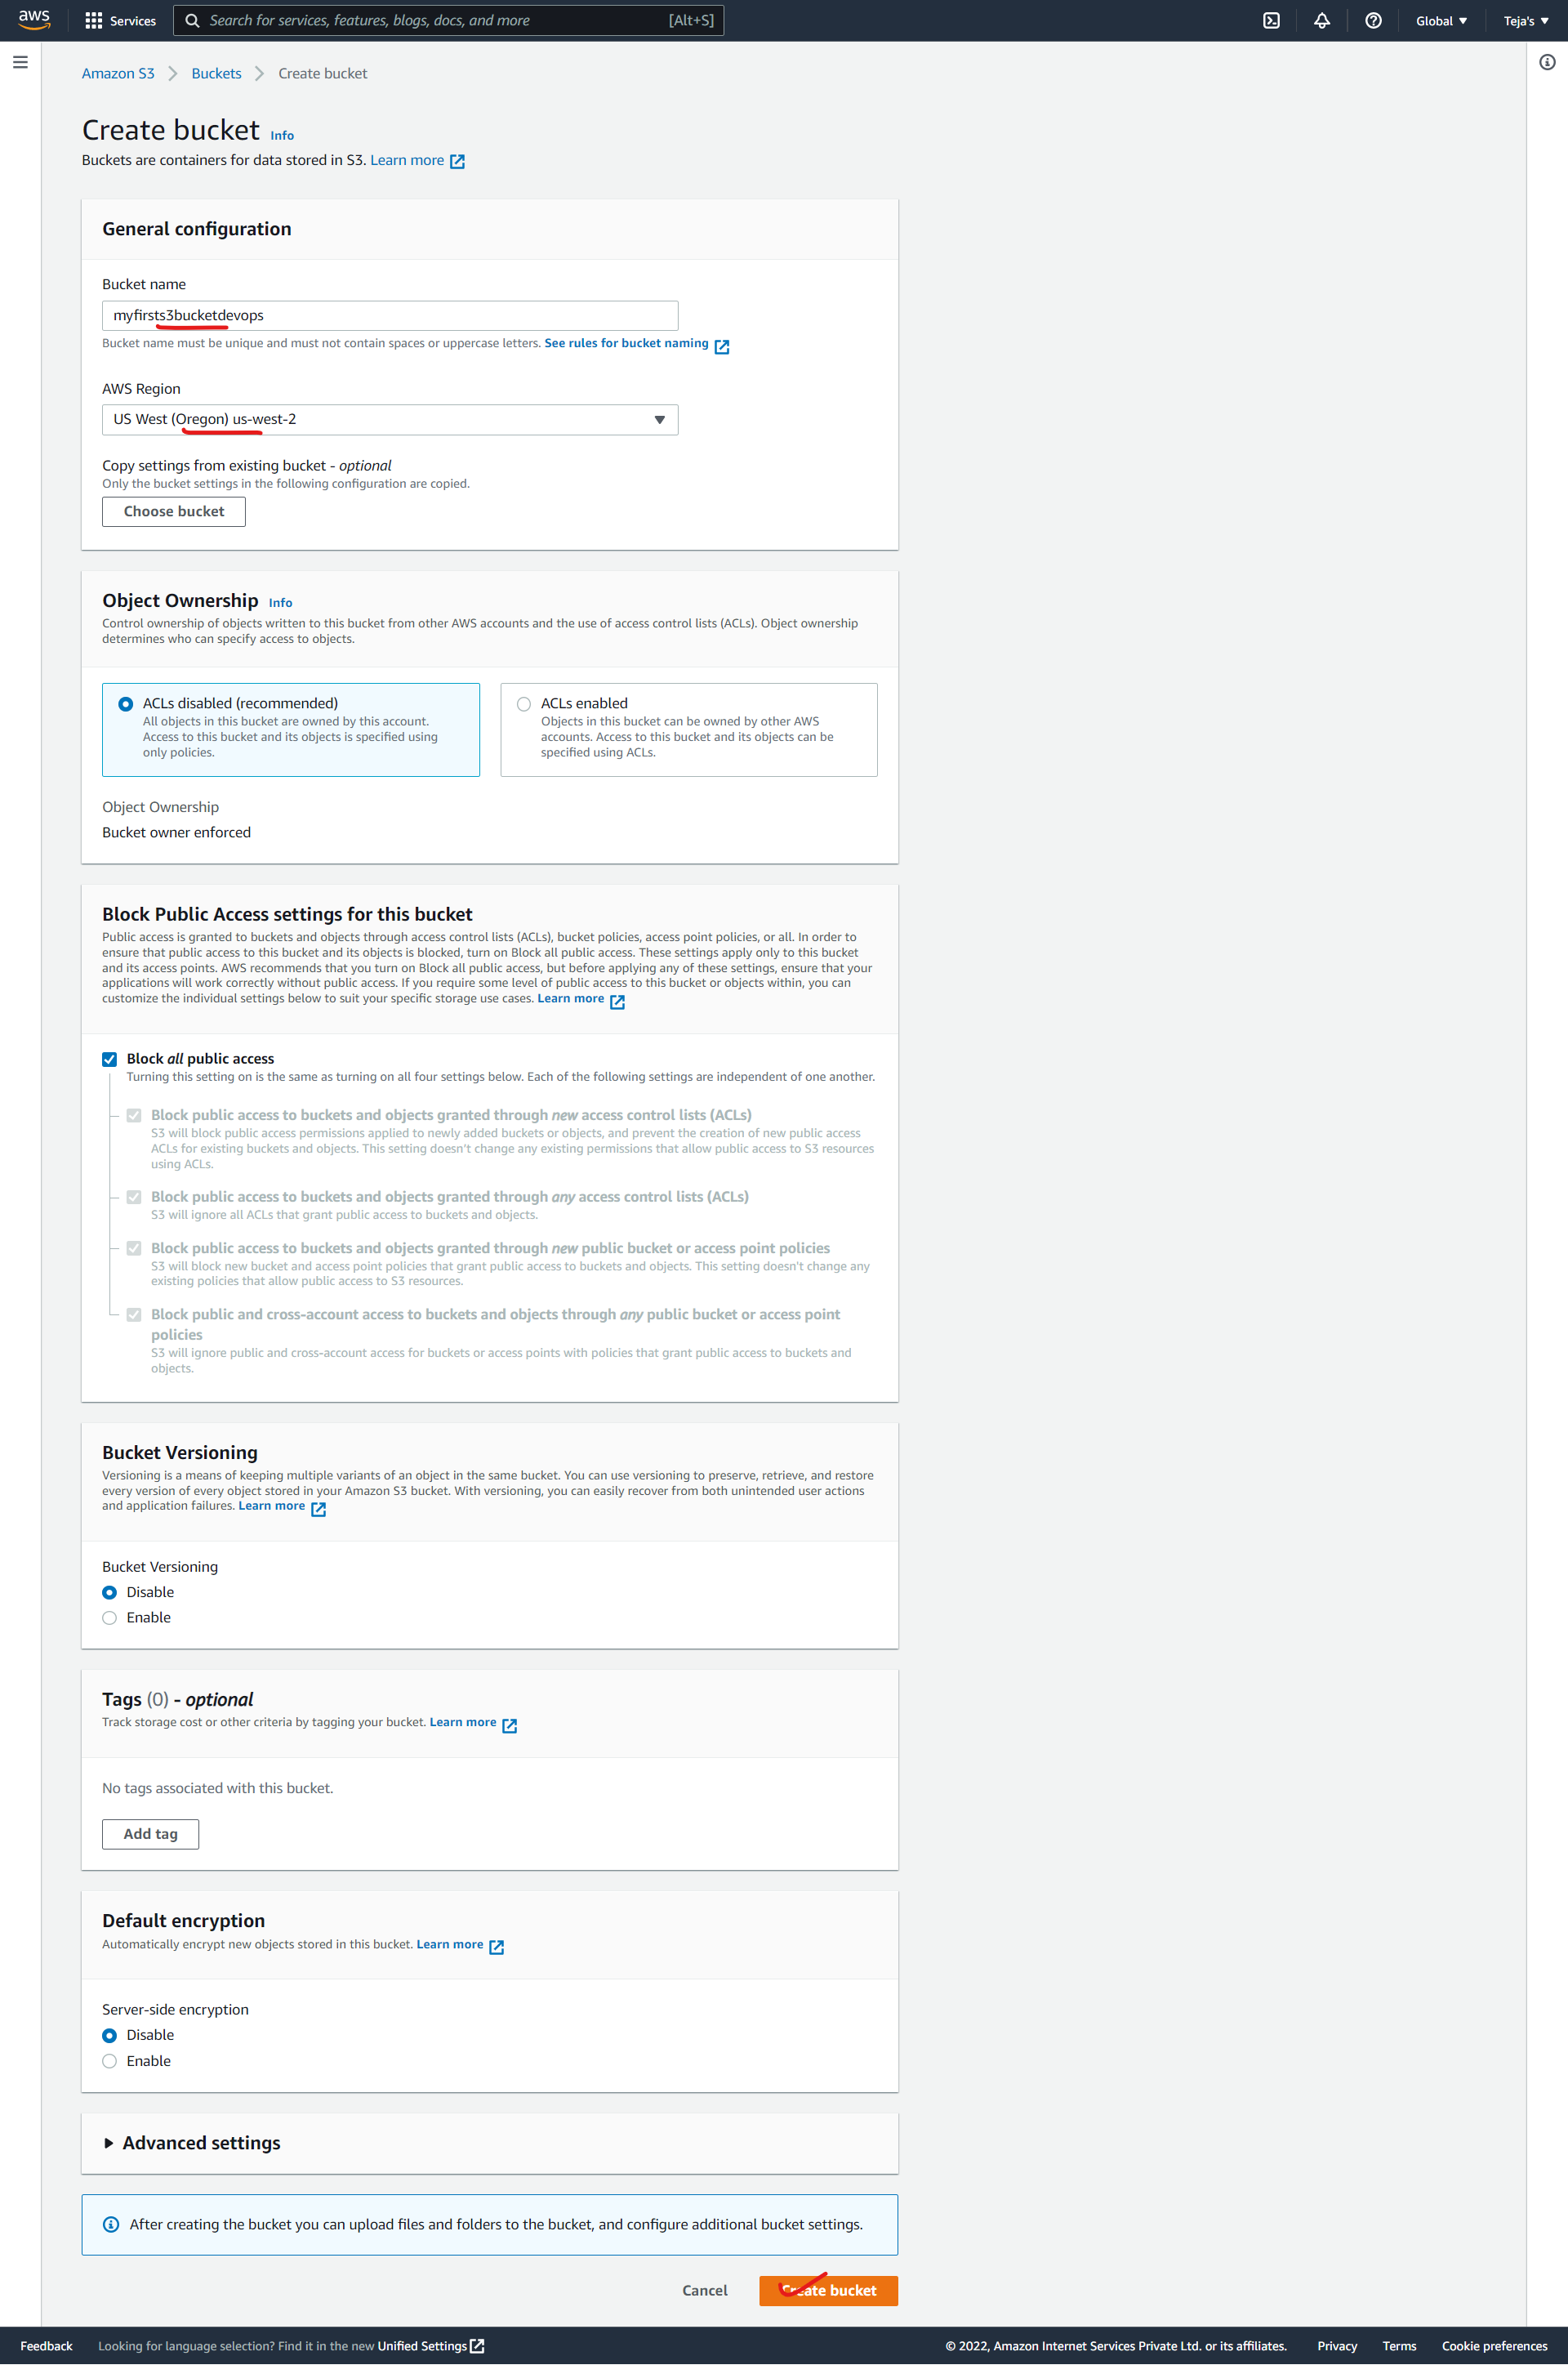 aws Services Search for services, features, blogs, docs, and more [Alt+S] Global Teja's
Amazon S3 Buckets Create bucket
Create bucket Info
Buckets are containers for data stored in S3. Learn more
General configuration
Bucket name
myfirsts3bucketdevops
Bucket name must be unique and must not contain spaces or uppercase letters. See rules for bucket naming
AWS Region
US West (Oregon) us-west-2
Copy settings from existing bucket - optional
Only the bucket settings in the following configuration are copied.
Choose bucket
Object Ownership Info
Control ownership of objects written to this bucket from other AWS accounts and the use of access control lists (ACLs). Object ownership
determines who can specify access to objects.
ACLs disabled (recommended)
All objects in this bucket are owned by this account.
Access to this bucket and its objects is specified using
only policies.
ACLs enabled
Objects in this bucket can be owned by other AWS
accounts. Access to this bucket and its objects can be
specified using ACLs.
Object Ownership
Bucket owner enforced
Block Public Access settings for this bucket
Public access is granted to buckets and objects through access control lists (ACLs), bucket policies, access point policies, or all. In order to
ensure that public access to this bucket and its objects is blocked, turn on Block all public access. These settings apply only to this bucket
and its access points. AWS recommends that you turn on Block all public access, but before applying any of these settings, ensure that your
applications will work correctly without public access. If you require some level of public access to this bucket or objects within, you can
customize the individual settings below to suit your specific storage use cases. Learn more
Block all public access
Turning this setting on is the same as turning on all four settings below. Each of the following settings are independent of one another.
Block public access to buckets and objects granted through new access control lists (ACLs)
S3 will block public access permissions applied to newly added buckets or objects, and prevent the creation of new public access
ACLs for existing buckets and objects. This setting doesn't change any existing permissions that allow public access to S3 resources
using ACLs.
Block public access to buckets and objects granted through any access control lists (ACLs)
S3 will ignore all ACLs that grant public access to buckets and objects.
Block public access to buckets and objects granted through new public bucket or access point policies
S3 will block new bucket and access point policies that grant public access to buckets and objects. This setting doesn't change any
existing policies that allow public access to S3 resources.
Block public and cross-account access to buckets and objects through any public bucket or access point
policies
S3 will ignore public and cross-account access for buckets or access points with policies that grant public access to buckets and
objects.
Bucket Versioning
Versioning is a means of keeping multiple variants of an object in the same bucket. You can use versioning to preserve, retrieve, and restore
every version of every object stored in your Amazon S3 bucket. With versioning, you can easily recover from both unintended user actions
and application failures. Learn more
Bucket Versioning
Disable
Enable
Tags (0) - optional
Track storage cost or other criteria by tagging your bucket. Learn more
No tags associated with this bucket.
Add tag
Default encryption
Automatically encrypt new objects stored in this bucket. Learn more
Server-side encryption
Disable
Enable
Advanced settings
After creating the bucket you can upload files and folders to the bucket, and configure additional bucket settings.
Cancel Create bucket
Feedback Looking for language selection? Find it in the new Unified Settings © 2022, Amazon Internet Services Private Ltd. or its affiliates. Privacy Terms Cookie preferences